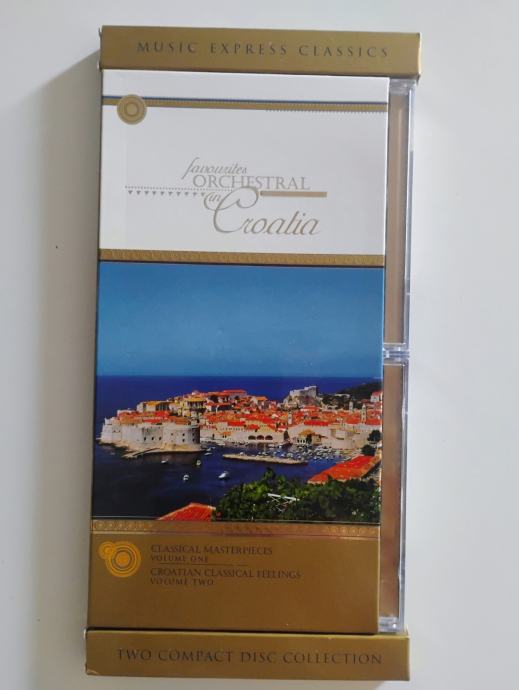 MUSIC EXPRESS CLASSICS
favourites
ORCHESTRAL
in
Croatia
CLASSICAL MASTERPIECES
VOLUME ONE
CROATIAN CLASSICAL FEELINGS
VOLUME TWO
TWO COMPACT DISC COLLECTION